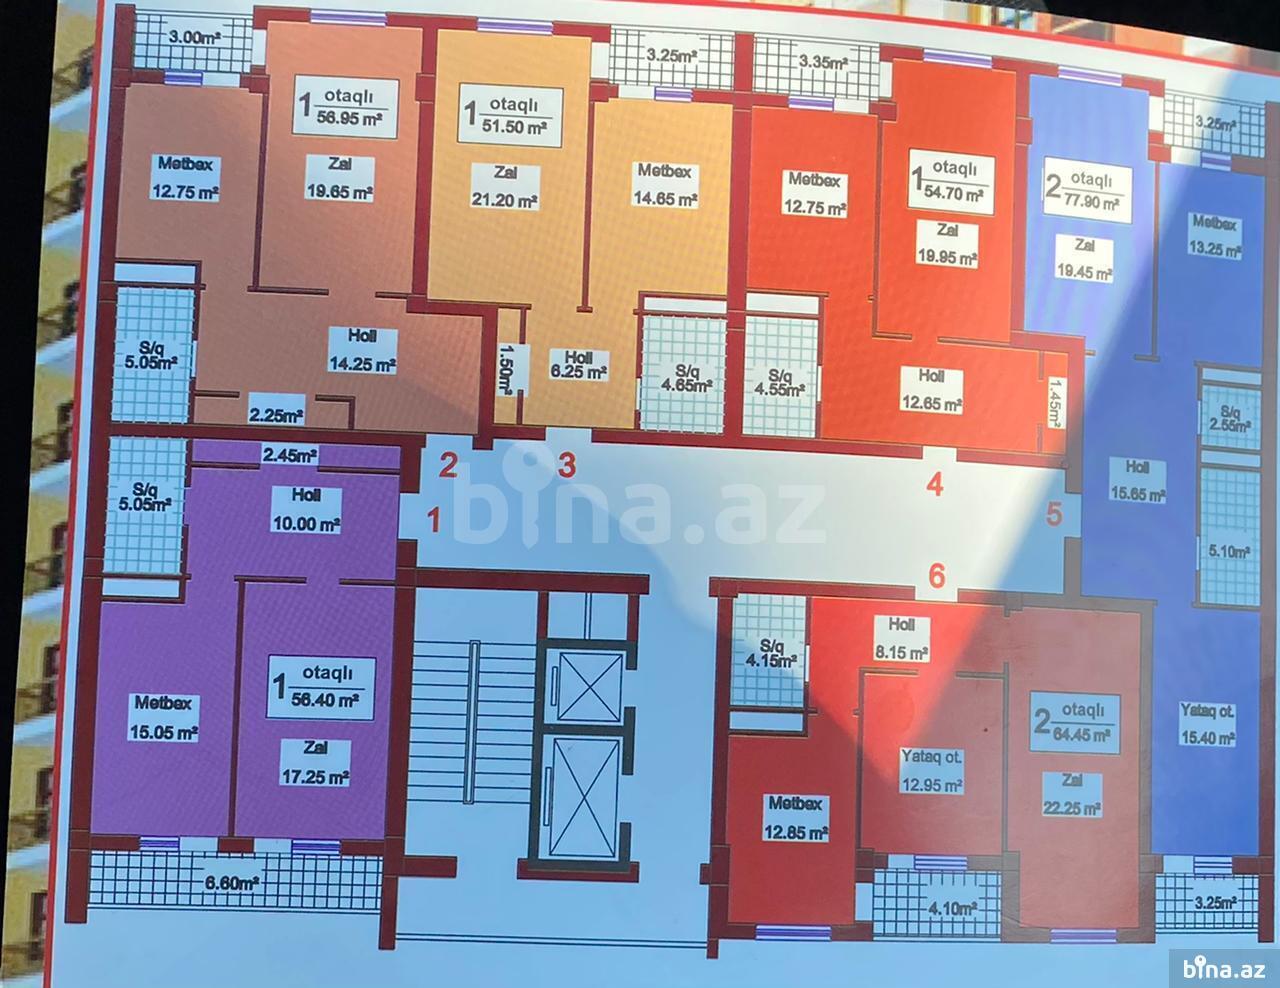 3.00m²
1 otaqlı
56.95 m²
Metbəx
12.75 m²
Zal
19.65 m²
S/q
5.05m²
Holl
14.25 m²
2.25m²
1 otaqlı
51.50 m²
3.25m²
Zal
21.20 m²
Metbəx
14.65 m²
1.50m²
Holl
6.25 m²
S/q
4.65m²
3.35m²
1 otaqlı
54.70 m²
Metbəx
12.75 m²
Zal
19.95 m²
S/q
4.55m²
Holl
12.65 m²
1.45m²
2 otaqlı
77.90 m²
3.25m²
Zal
19.45 m²
Metbəx
13.25 m²
S/q
2.55m²
Holl
15.65 m²
5.10m²
Yataq ot.
15.40 m²
3.25m²
2.45m²
S/q
5.05m²
Holl
10.00 m²
1 otaqlı
56.40 m²
Metbəx
15.05 m²
Zal
17.25 m²
6.60m²
1
2
3
4
5
6
bina.az
S/q
4.15m²
Holl
8.15 m²
2 otaqlı
64.45 m²
Yataq ot.
12.95 m²
Zal
22.25 m²
Metbəx
12.85 m²
4.10m²
bina.az